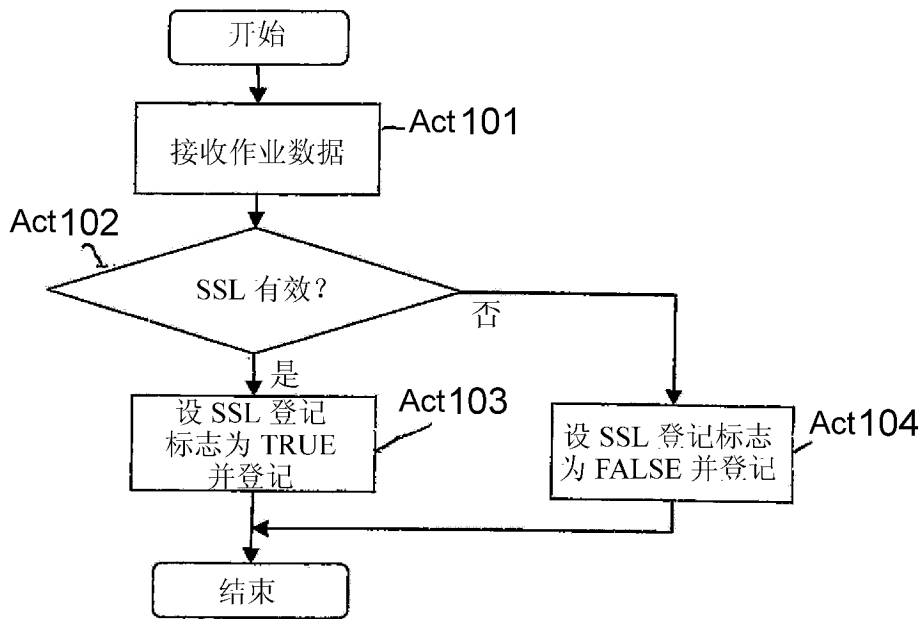 开始
Act101
接收作业数据
Act102
SSL 有效？
否
是
设 SSL 登记
标志为 TRUE
并登记
Act103
设 SSL 登记标志
为 FALSE 并登记
Act104
结束